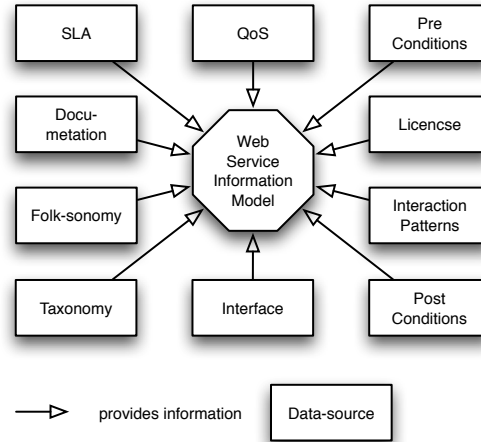 SLA
QoS
Pre
Conditions
Docu-
metation
Web
Service
Information
Model
Licencse
Folk-sonomy
Interaction
Patterns
Taxonomy
Interface
Post
Conditions
provides information
Data-source